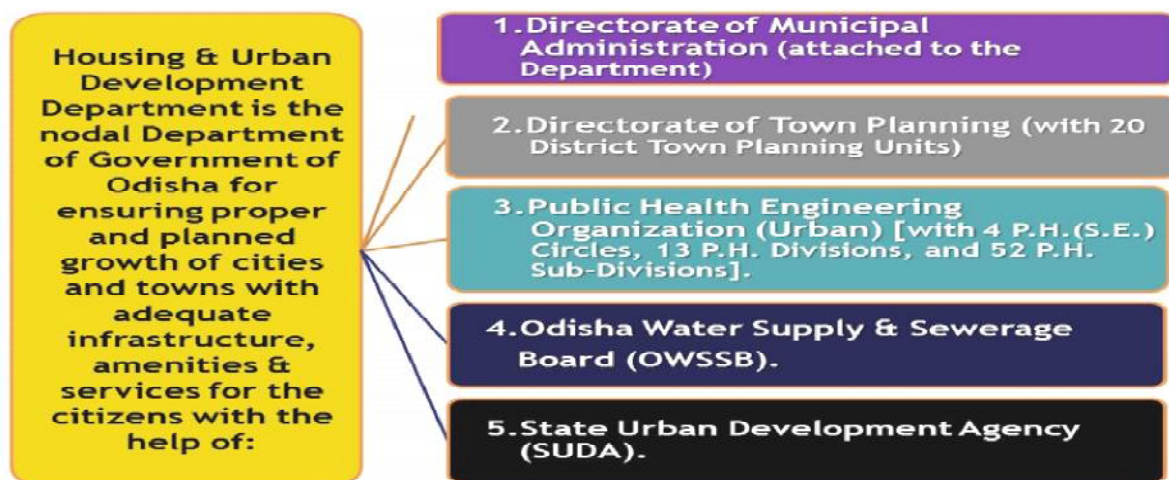 Housing & Urban
Development
Department is the
nodal Department
of Government of
Odisha for
ensuring proper
and planned
growth of cities
and towns with
adequate
infrastructure,
amenities &
services for the
citizens with the
help of:
1.Directorate of Municipal
Administration (attached to the
Department)
2.Directorate of Town Planning (with 20
District Town Planning Units)
3.Public Health Engineering
Organization (Urban) [with 4 P.H.(S.E.)
Circles, 13 P.H. Divisions, and 52 P.H.
Sub-Divisions].
4.Odisha Water Supply & Sewerage
Board (OWSSB).
5.State Urban Development Agency
(SUDA).